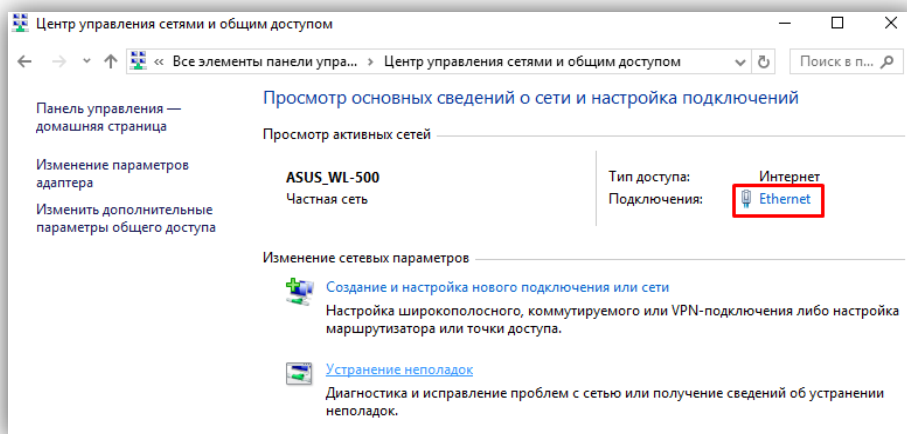 Центр управления сетями и общим доступом
« Все элементы панели упра... › Центр управления сетями и общим доступом
Поиск в п...
Панель управления —
домашняя страница
Изменение параметров
адаптера
Изменить дополнительные
параметры общего доступа
Просмотр основных сведений о сети и настройка подключений
Просмотр активных сетей
ASUS_WL-500
Частная сеть
Тип доступа: Интернет
Подключения: Ethernet
Изменение сетевых параметров
Создание и настройка нового подключения или сети
Настройка широкополосного, коммутируемого или VPN-подключения либо настройка
маршрутизатора или точки доступа.
Устранение неполадок
Диагностика и исправление проблем с сетью или получение сведений об устранении
неполадок.